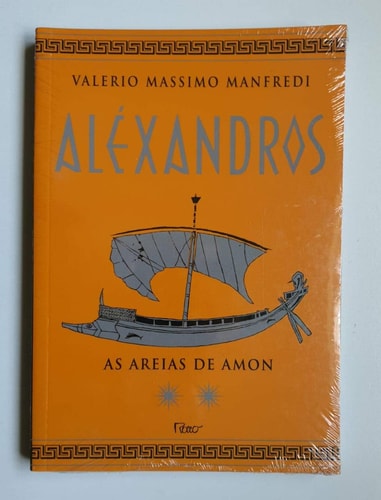 VALERIO MASSIMO MANFREDI
ALÉXANDROS
AS AREIAS DE AMON
Rocco